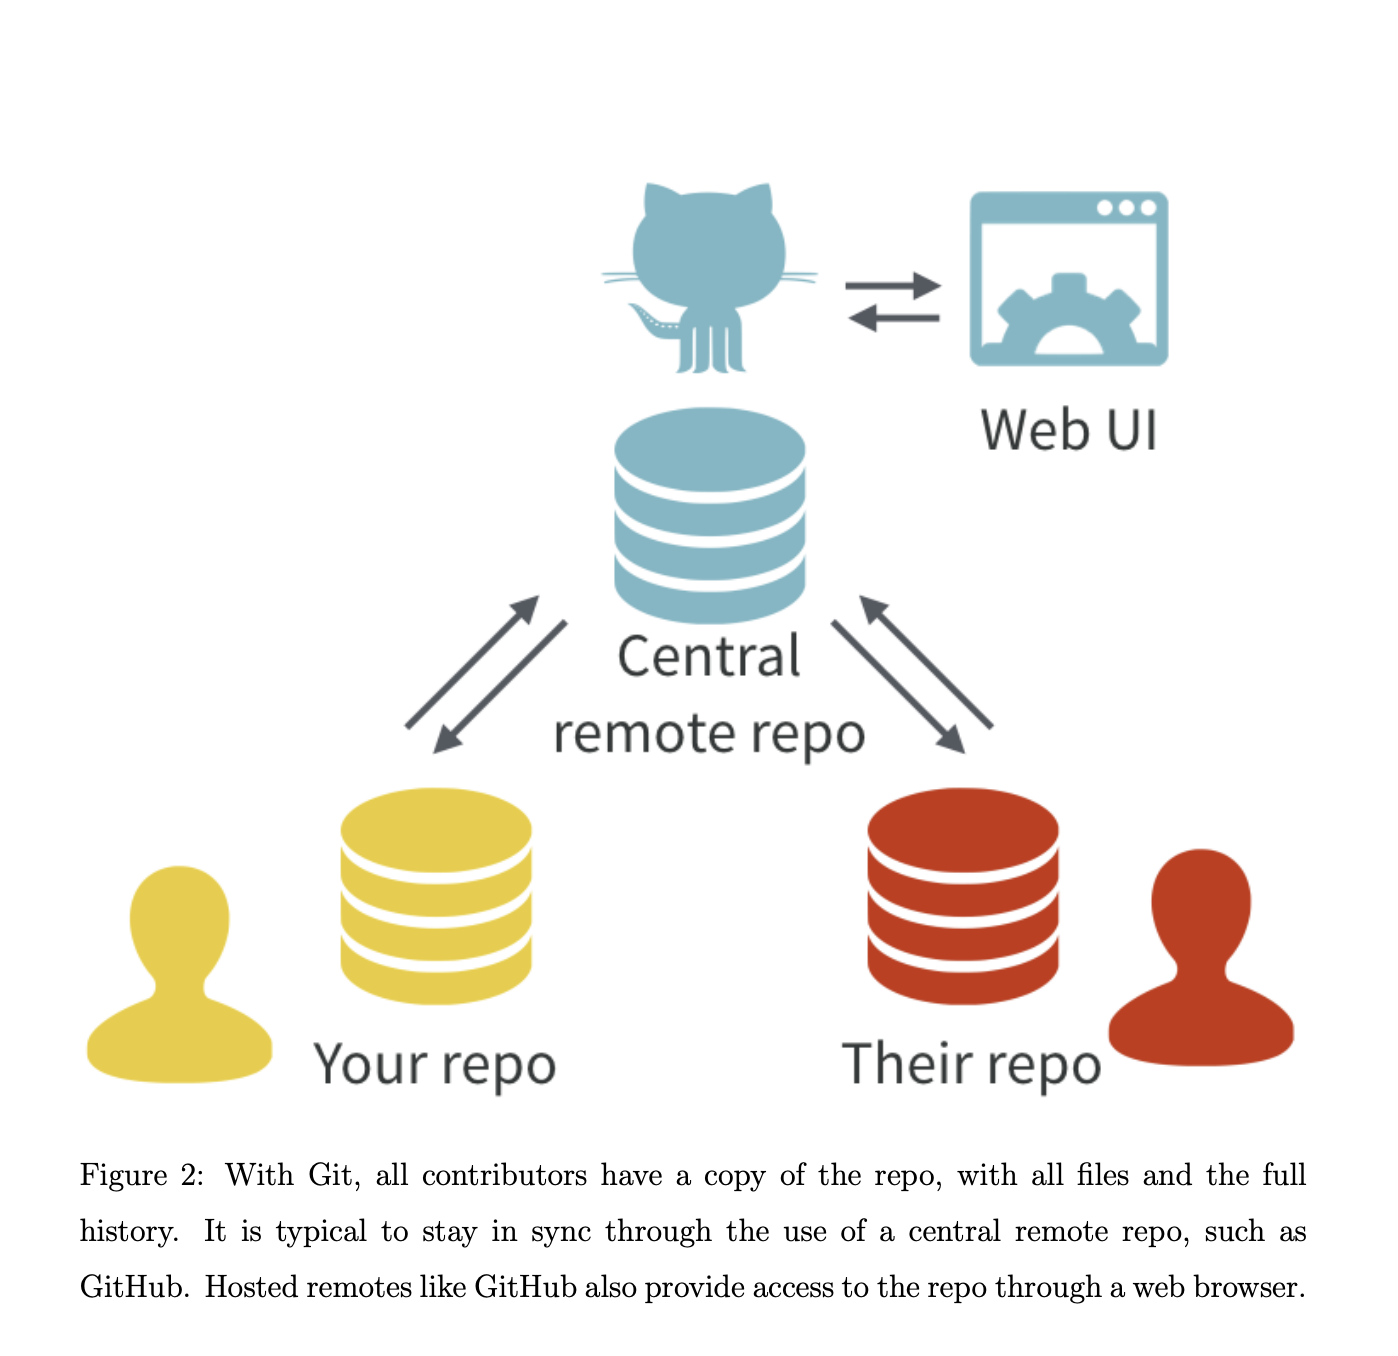 Web UI
Central
remote repo
Your repo
Their repo
Figure 2: With Git, all contributors have a copy of the repo, with all files and the full
history. It is typical to stay in sync through the use of a central remote repo, such as
GitHub. Hosted remotes like GitHub also provide access to the repo through a web browser.